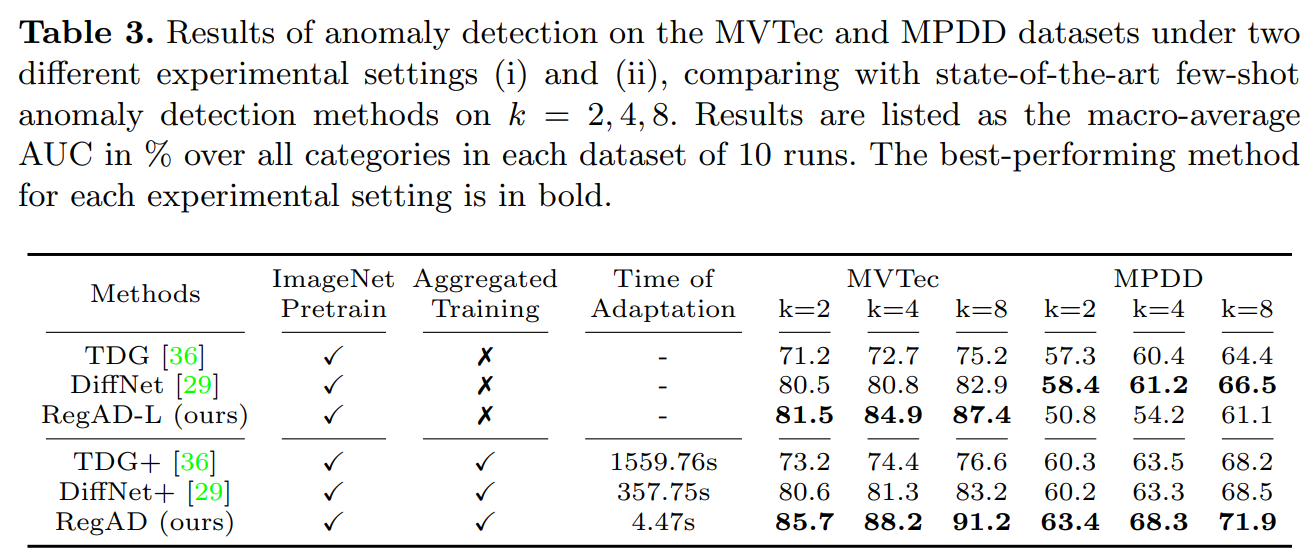 Table 3. Results of anomaly detection on the MVTec and MPDD datasets under two
different experimental settings (i) and (ii), comparing with state-of-the-art few-shot
anomaly detection methods on k = 2, 4, 8. Results are listed as the macro-average
AUC in % over all categories in each dataset of 10 runs. The best-performing method
for each experimental setting is in bold.
Methods ImageNet Pretrain Aggregated Training Time of Adaptation MVTec MPDD
k=2 k=4 k=8 k=2 k=4 k=8
TDG [36] ✓ ✗ - 71.2 72.7 75.2 57.3 60.4 64.4
DiffNet [29] ✓ ✗ - 80.5 80.8 82.9 58.4 61.2 66.5
RegAD-L (ours) ✓ ✗ - 81.5 84.9 87.4 50.8 54.2 61.1
TDG+ [36] ✓ ✓ 1559.76s 73.2 74.4 76.6 60.3 63.5 68.2
DiffNet+ [29] ✓ ✓ 357.75s 80.6 81.3 83.2 60.2 63.3 68.5
RegAD (ours) ✓ ✓ 4.47s 85.7 88.2 91.2 63.4 68.3 71.9